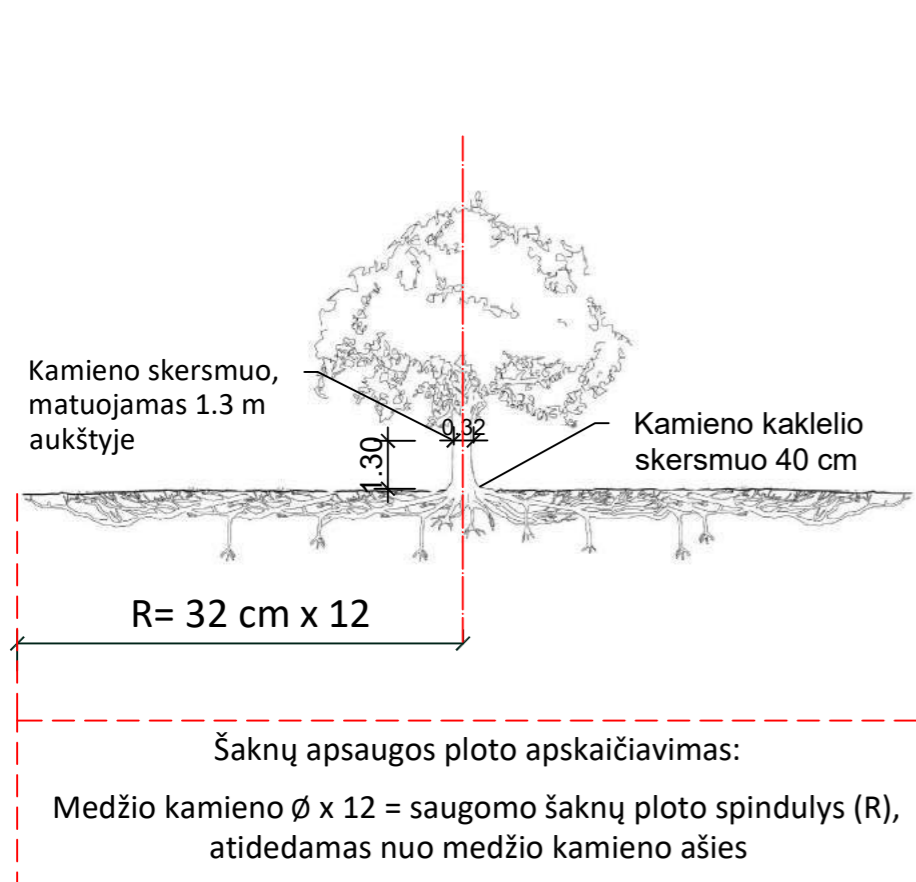 Kamieno skersmuo,
matuojamas 1.3 m
aukštyje
0,32
1.30
Kamieno kaklelio
skersmuo 40 cm
R= 32 cm x 12
Šaknų apsaugos ploto apskaičiavimas:
Medžio kamieno Ø x 12 = saugomo šaknų ploto spindulys (R),
atidedamas nuo medžio kamieno ašies